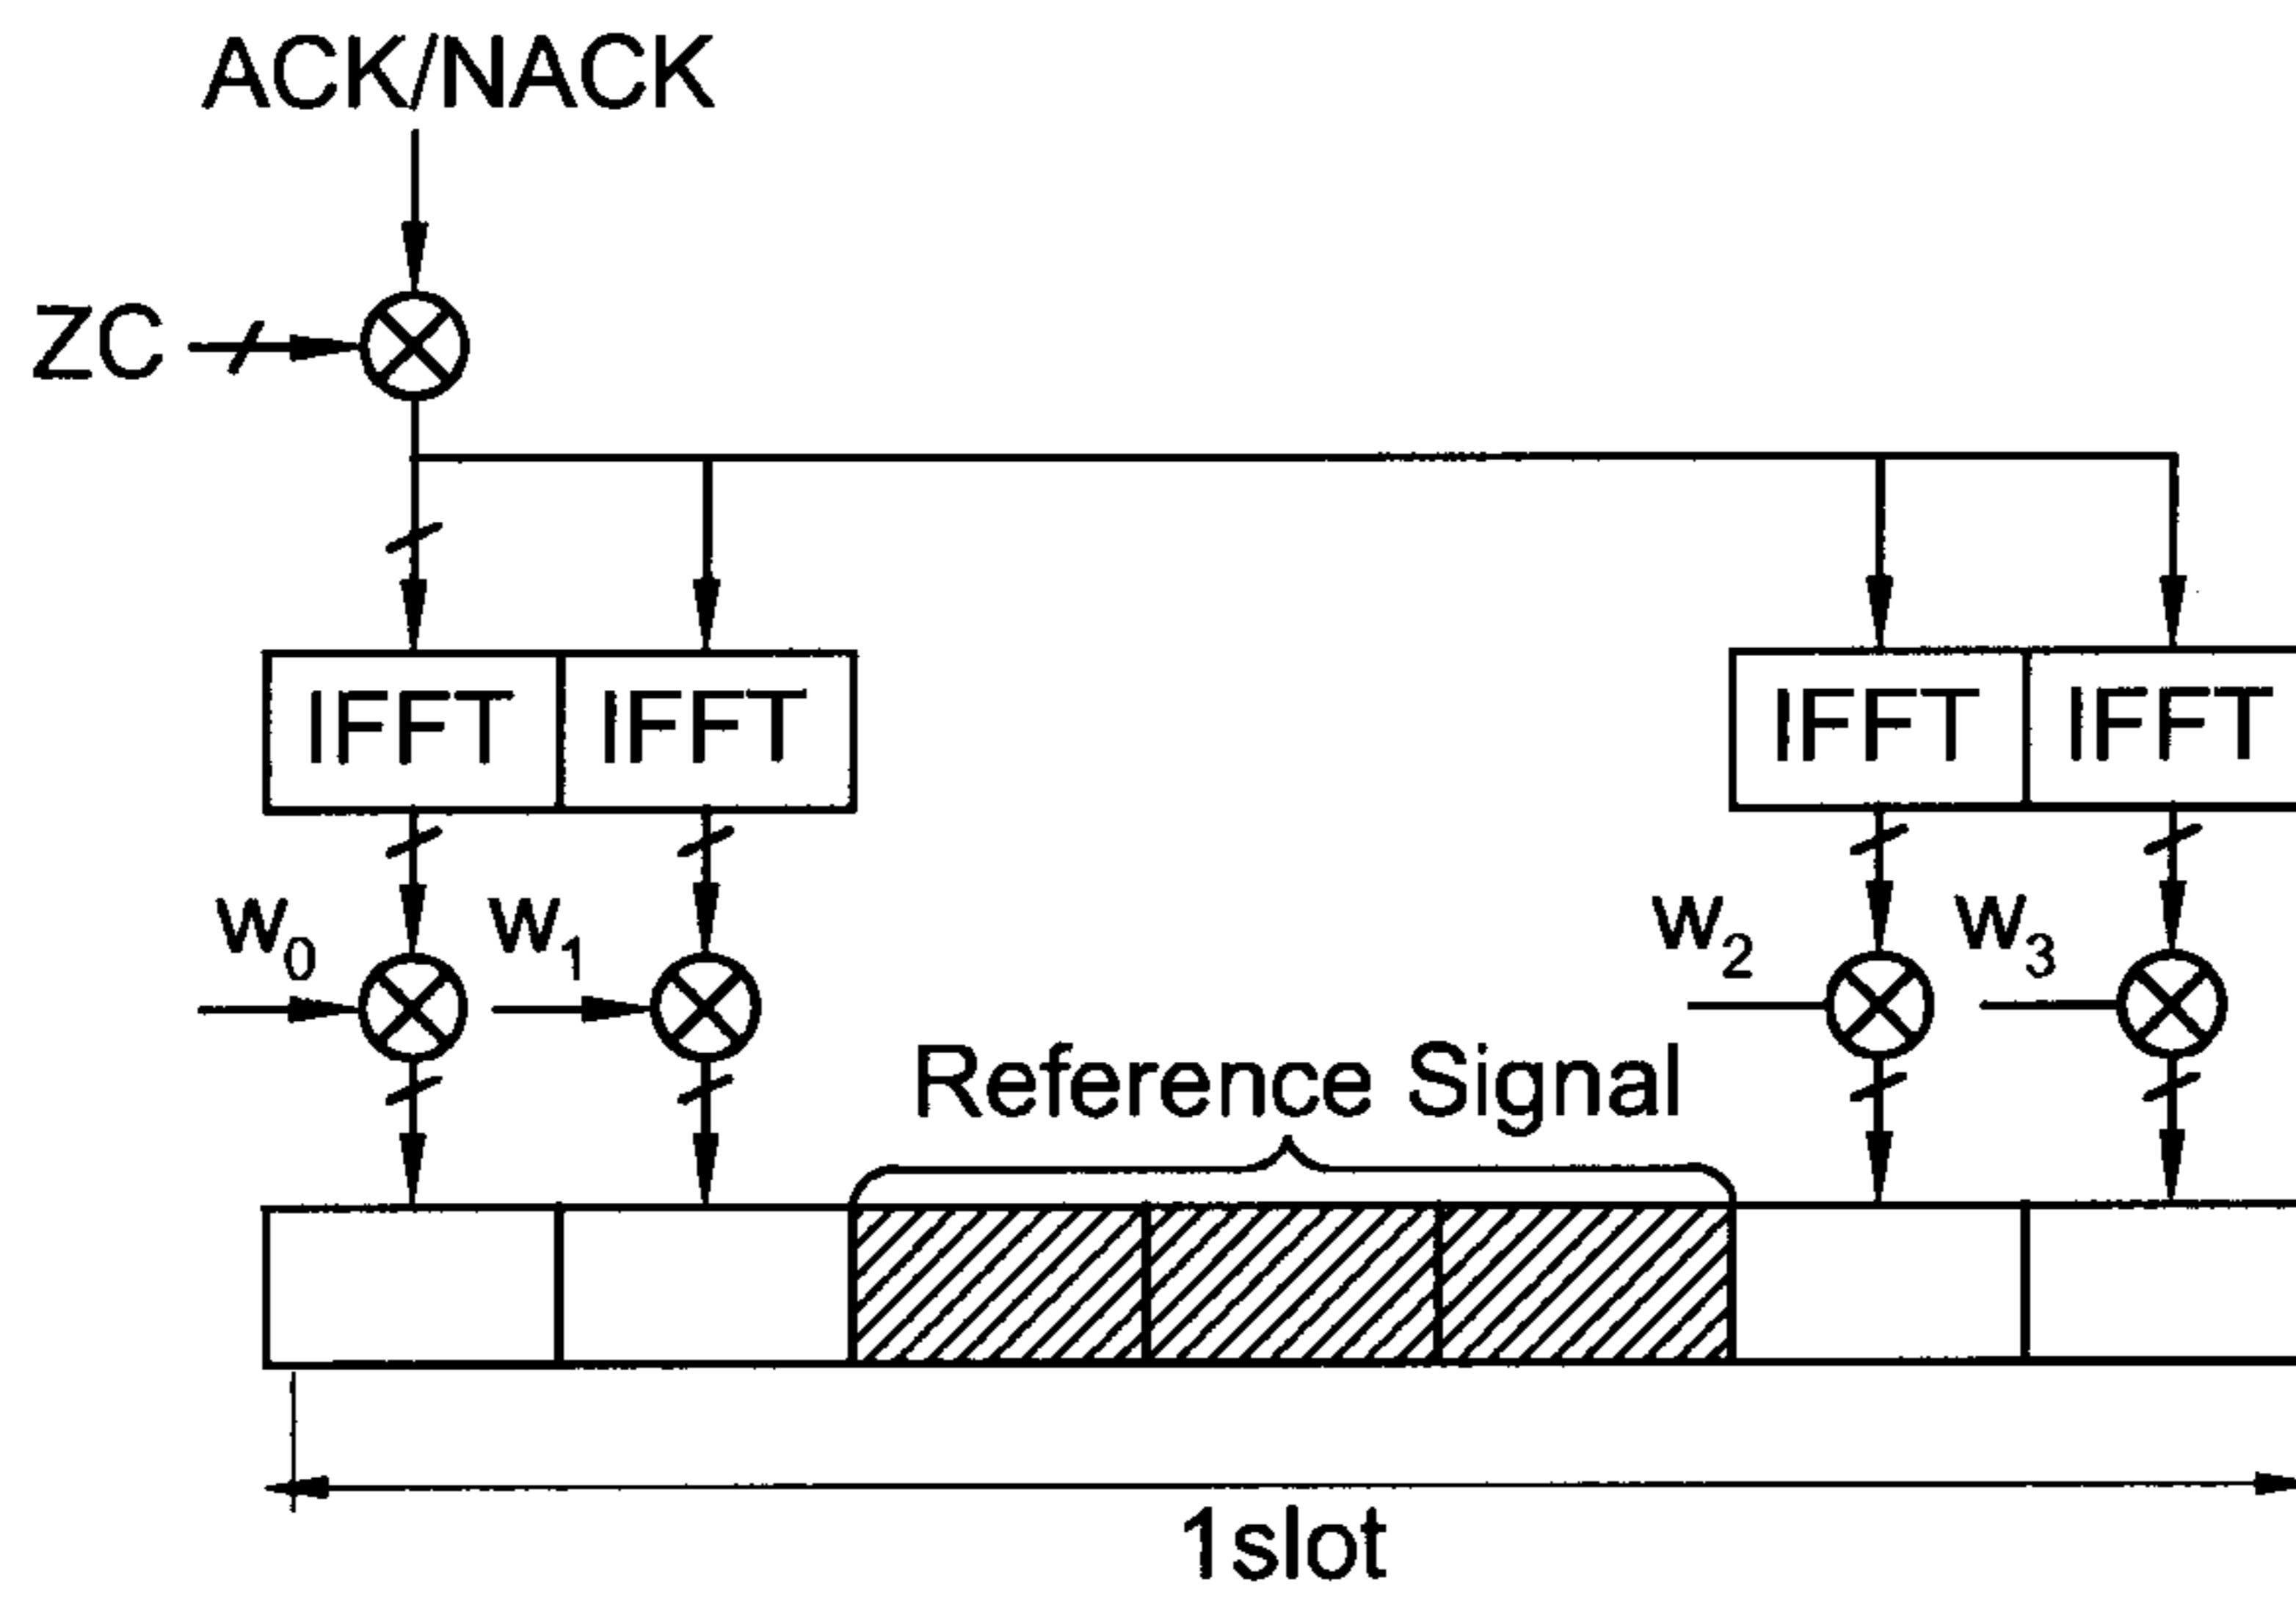 ACK/NACK
ZC
IFFT IFFT IFFT IFFT
w0 w1 w2 w3
Reference Signal
1slot